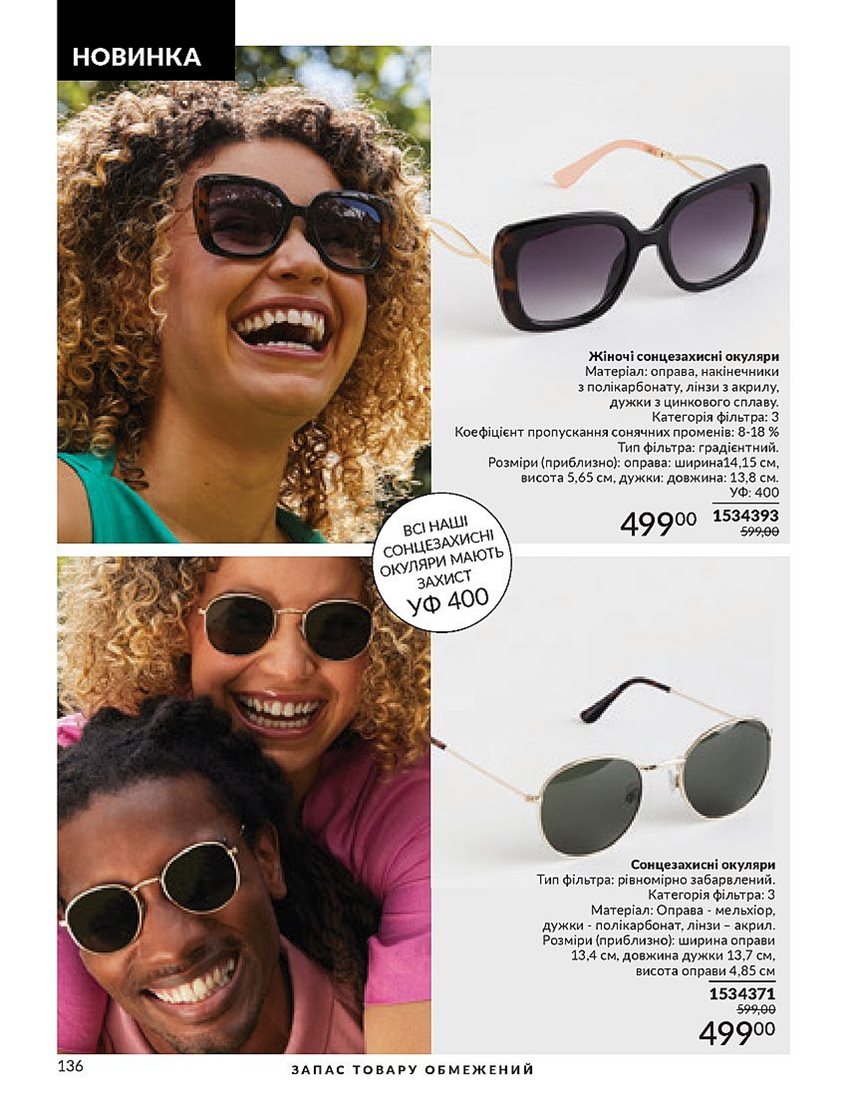 НОВИНКА
Жіночі сонцезахисні окуляри
Матеріал: оправа, накінечники
з полікарбонату, лінзи з акрилу,
дужки з цинкового сплаву.
Категорія фільтра: 3
Коефіцієнт пропускання сонячних променів: 8-18 %
Тип фільтра: градієнтний.
Розміри (приблизно): оправа: ширина14,15 см,
висота 5,65 см, дужки: довжина: 13,8 см.
УФ: 400
49900 1534393
599,00
ВСІ НАШІ
СОНЦЕЗАХИСНІ
ОКУЛЯРИ МАЮТЬ
ЗАХИСТ
УФ 400
Сонцезахисні окуляри
Тип фільтра: рівномірно забарвлений.
Категорія фільтра: 3
Матеріал: Оправа - мельхіор,
дужки - полікарбонат, лінзи – акрил.
Розміри (приблизно): ширина оправи
13,4 см, довжина дужки 13,7 см,
висота оправи 4,85 см
1534371
599,00
49900
136
ЗАПАС ТОВАРУ ОБМЕЖЕНИЙ